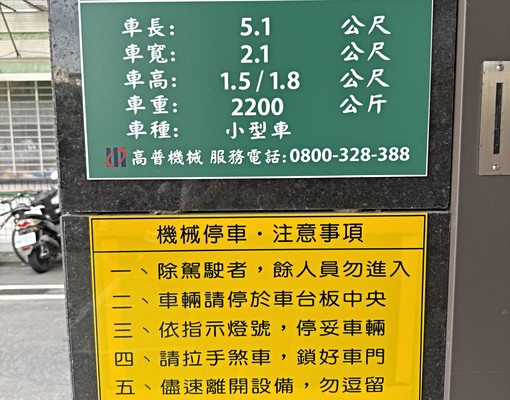 車長: 5.1 公尺
車寬: 2.1 公尺
車高: 1.5/1.8 公尺
車重: 2200 公斤
車種: 小型車
高普機械 服務電話:0800-328-388
機械停車·注意事項
一、除駕駛者，餘人員勿進入
二、車輛請停於車台板中央
三、依指示燈號，停妥車輛
四、請拉手煞車，鎖好車門
五、儘速離開設備，勿逗留